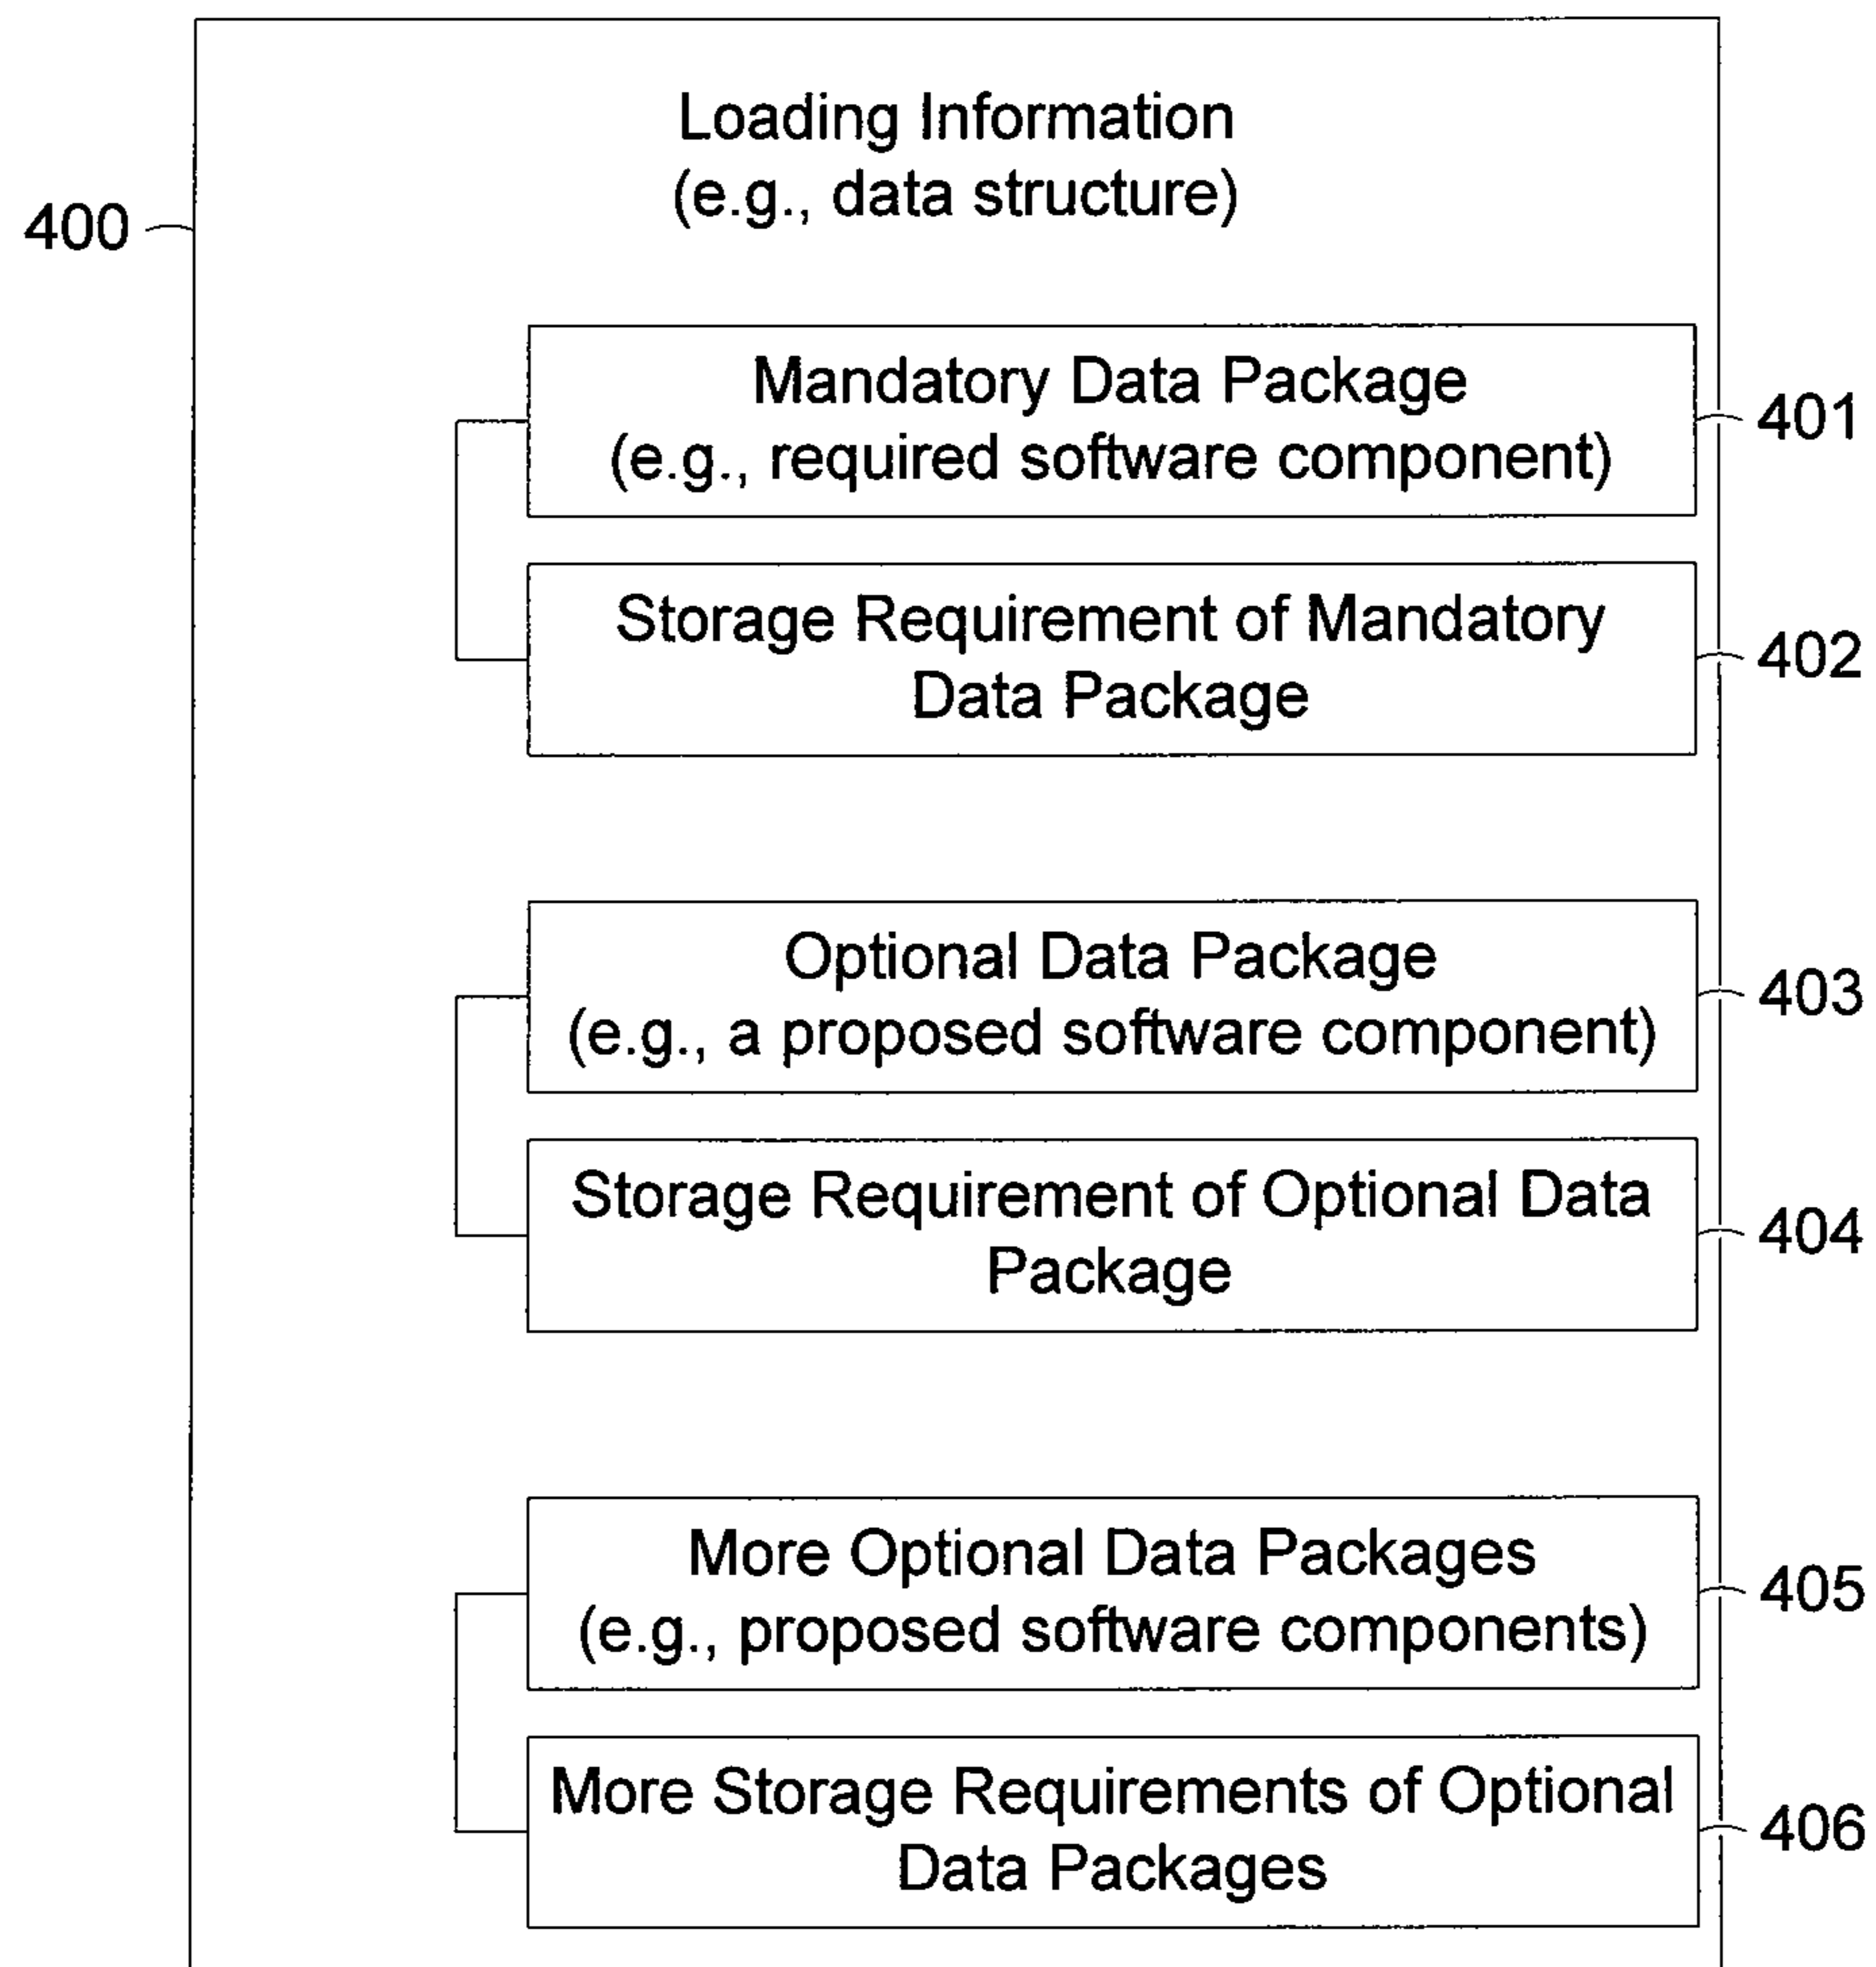 Loading Information
(e.g., data structure)
400
Mandatory Data Package
(e.g., required software component)
401
Storage Requirement of Mandatory
Data Package
402
Optional Data Package
(e.g., a proposed software component)
403
Storage Requirement of Optional Data
Package
404
More Optional Data Packages
(e.g., proposed software components)
405
More Storage Requirements of Optional
Data Packages
406